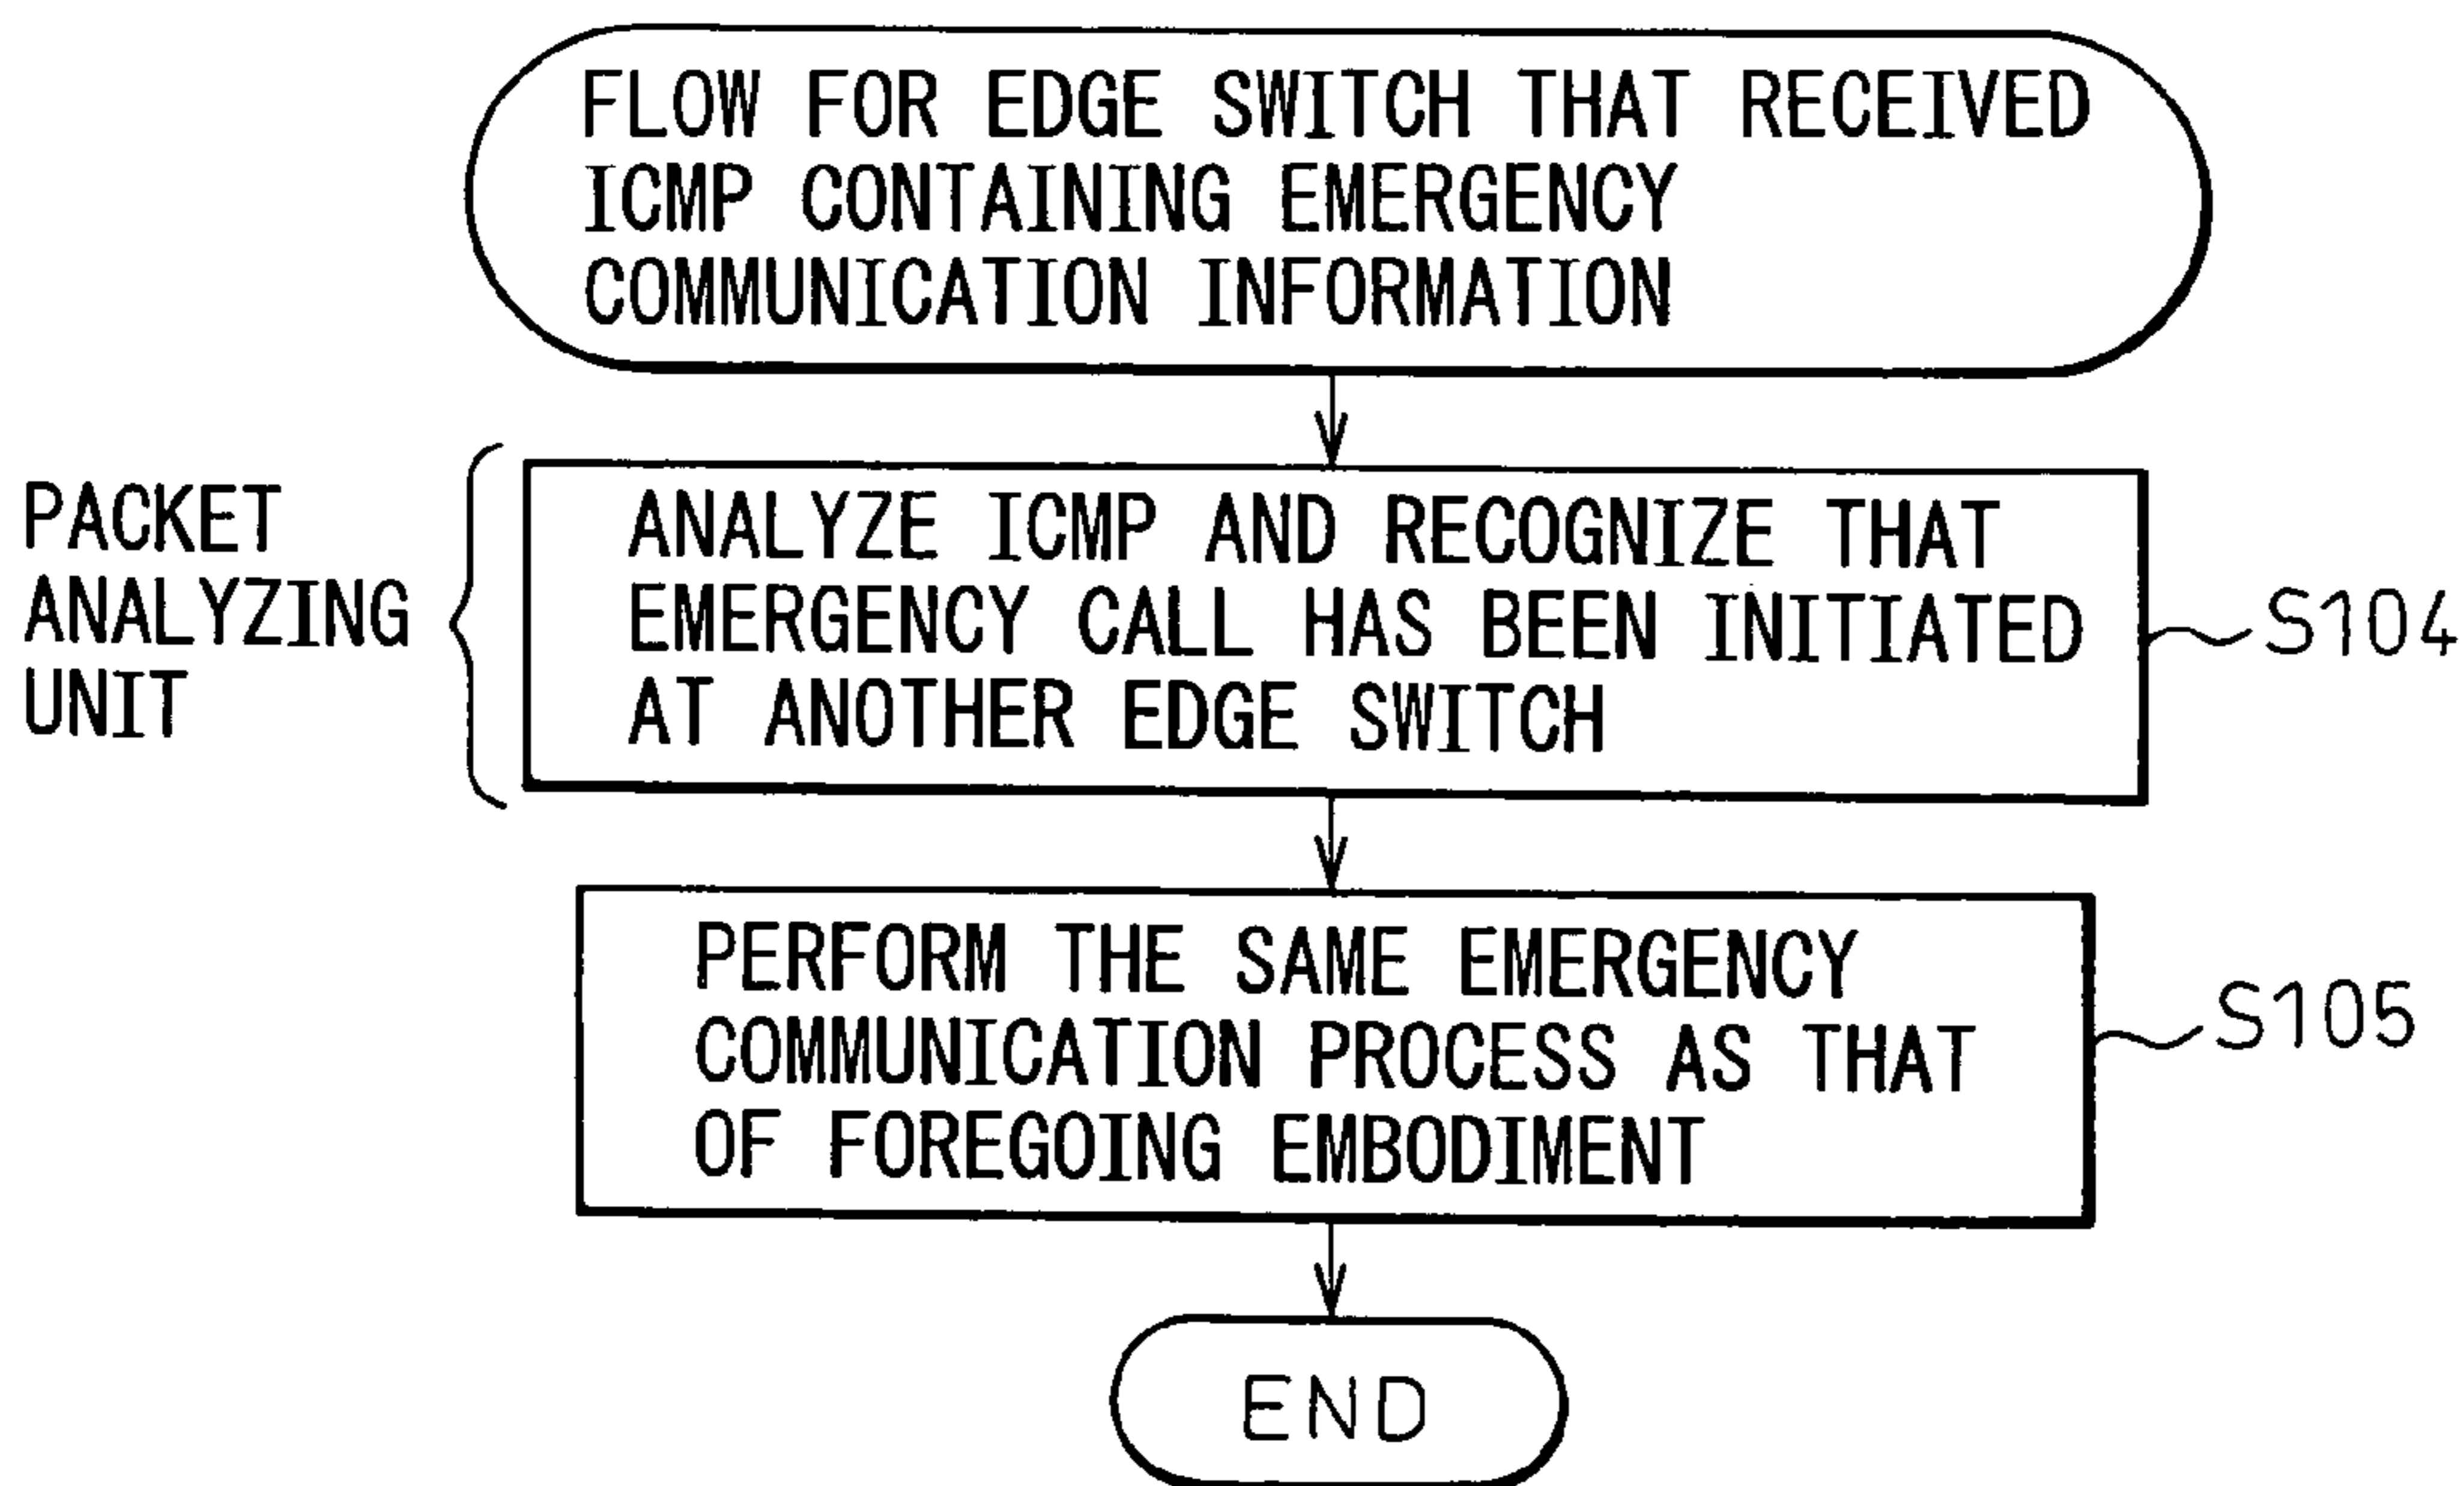 FLOW FOR EDGE SWITCH THAT RECEIVED
ICMP CONTAINING EMERGENCY
COMMUNICATION INFORMATION
PACKET
ANALYZING
UNIT
ANALYZE ICMP AND RECOGNIZE THAT
EMERGENCY CALL HAS BEEN INITIATED
AT ANOTHER EDGE SWITCH
S104
PERFORM THE SAME EMERGENCY
COMMUNICATION PROCESS AS THAT
OF FOREGOING EMBODIMENT
S105
END